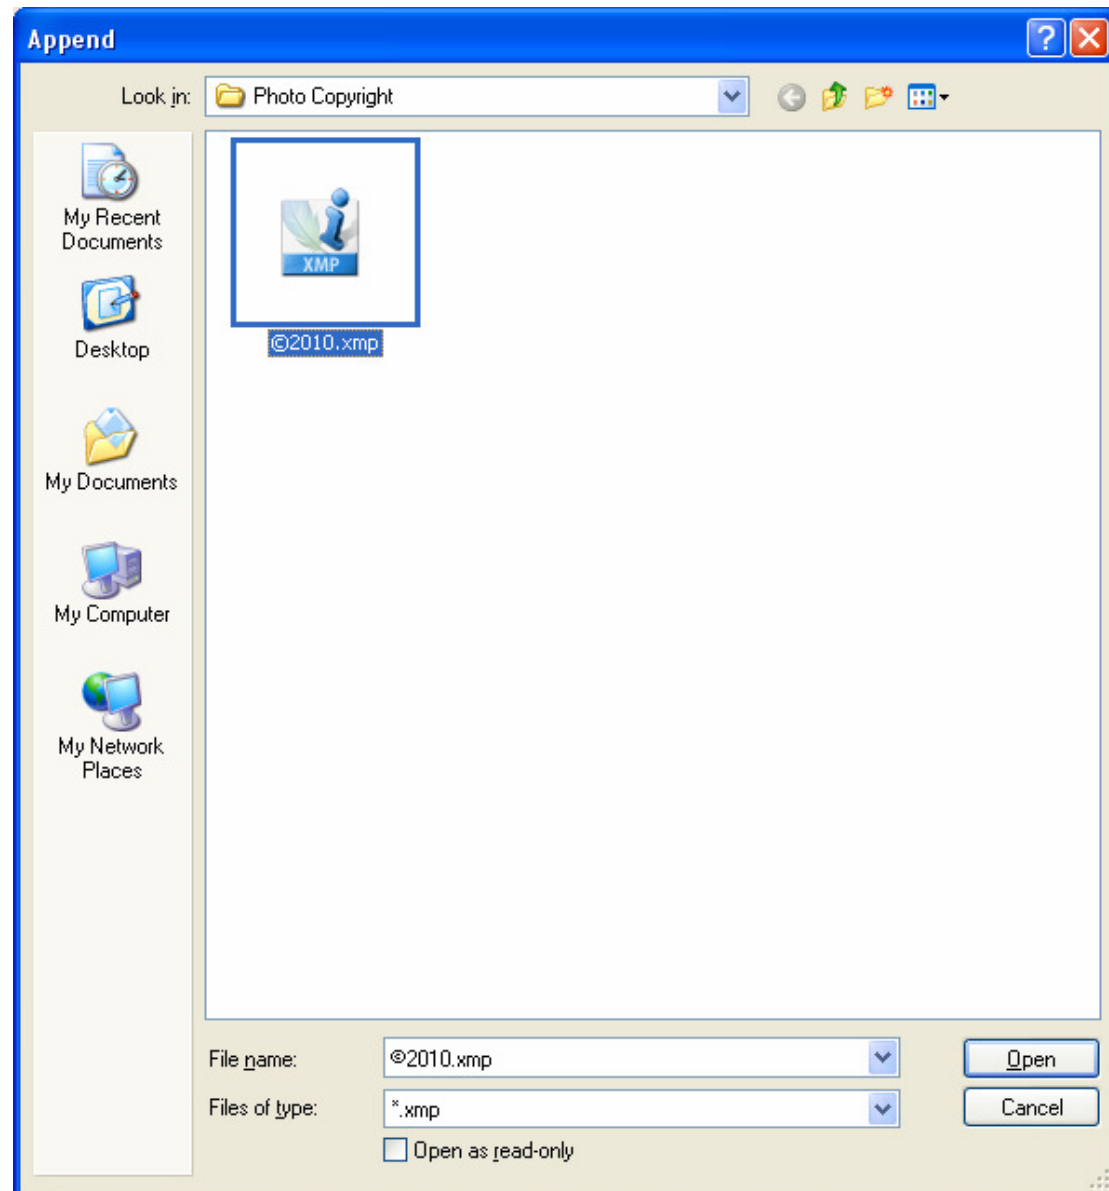 Append
Look in:
Photo Copyright
My Recent
Documents
Desktop
My Documents
My Computer
My Network
Places
XMP
©2010.xmp
File name:
©2010.xmp
Open
Files of type:
*.xmp
Cancel
Open as read-only